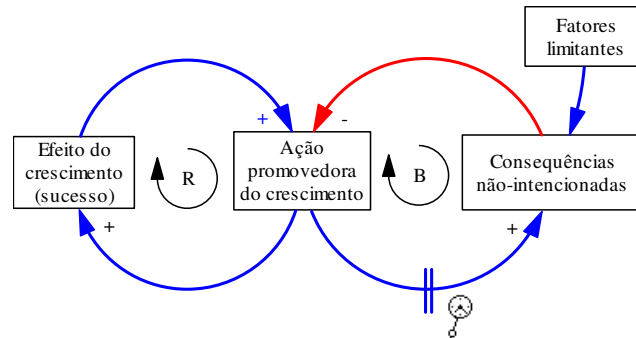 Fatores
limitantes
+
-
Efeito do
crescimento
(sucesso)
R
Ação
promovedora
do crescimento
B
Consequências
não-intencionadas
+
+